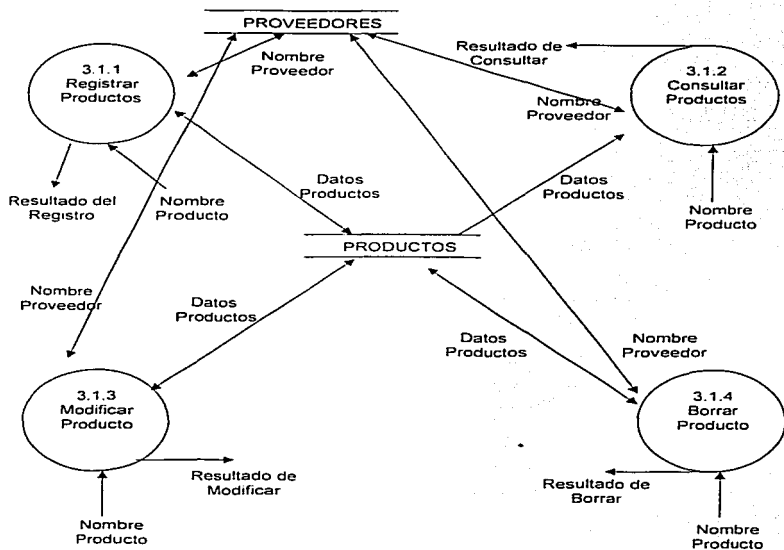 PROVEEDORES
3.1.1
Registrar
Productos
Nombre
Proveedor
Resultado de
Consultar
3.1.2
Consultar
Productos
Nombre
Proveedor
Resultado del
Registro
Nombre
Producto
Datos
Productos
Datos
Productos
Nombre
Producto
PRODUCTOS
Nombre
Proveedor
Datos
Productos
Datos
Productos
Nombre
Proveedor
3.1.3
Modificar
Producto
3.1.4
Borrar
Producto
Resultado de
Modificar
Resultado de
Borrar
Nombre
Producto
Nombre
Producto